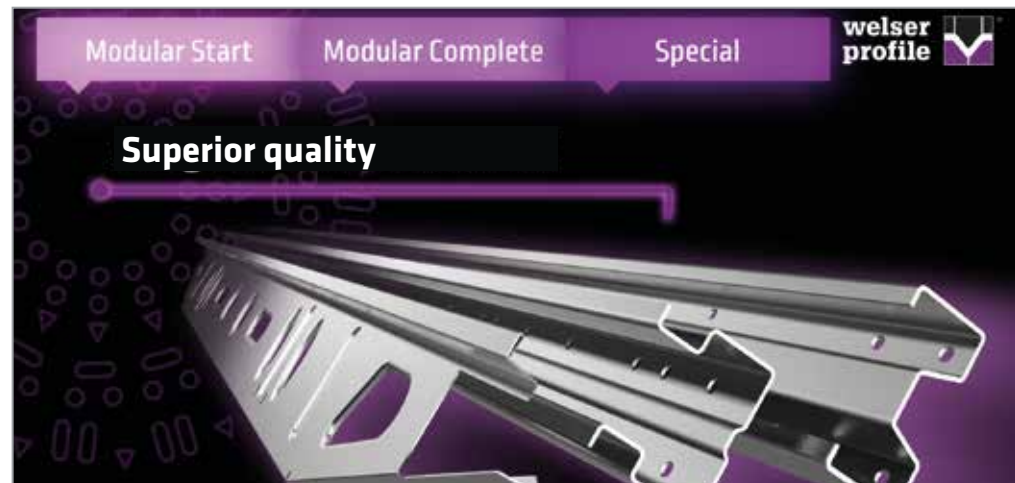 Modular Start
Modular Complete
Special
welser
profile
Superior quality